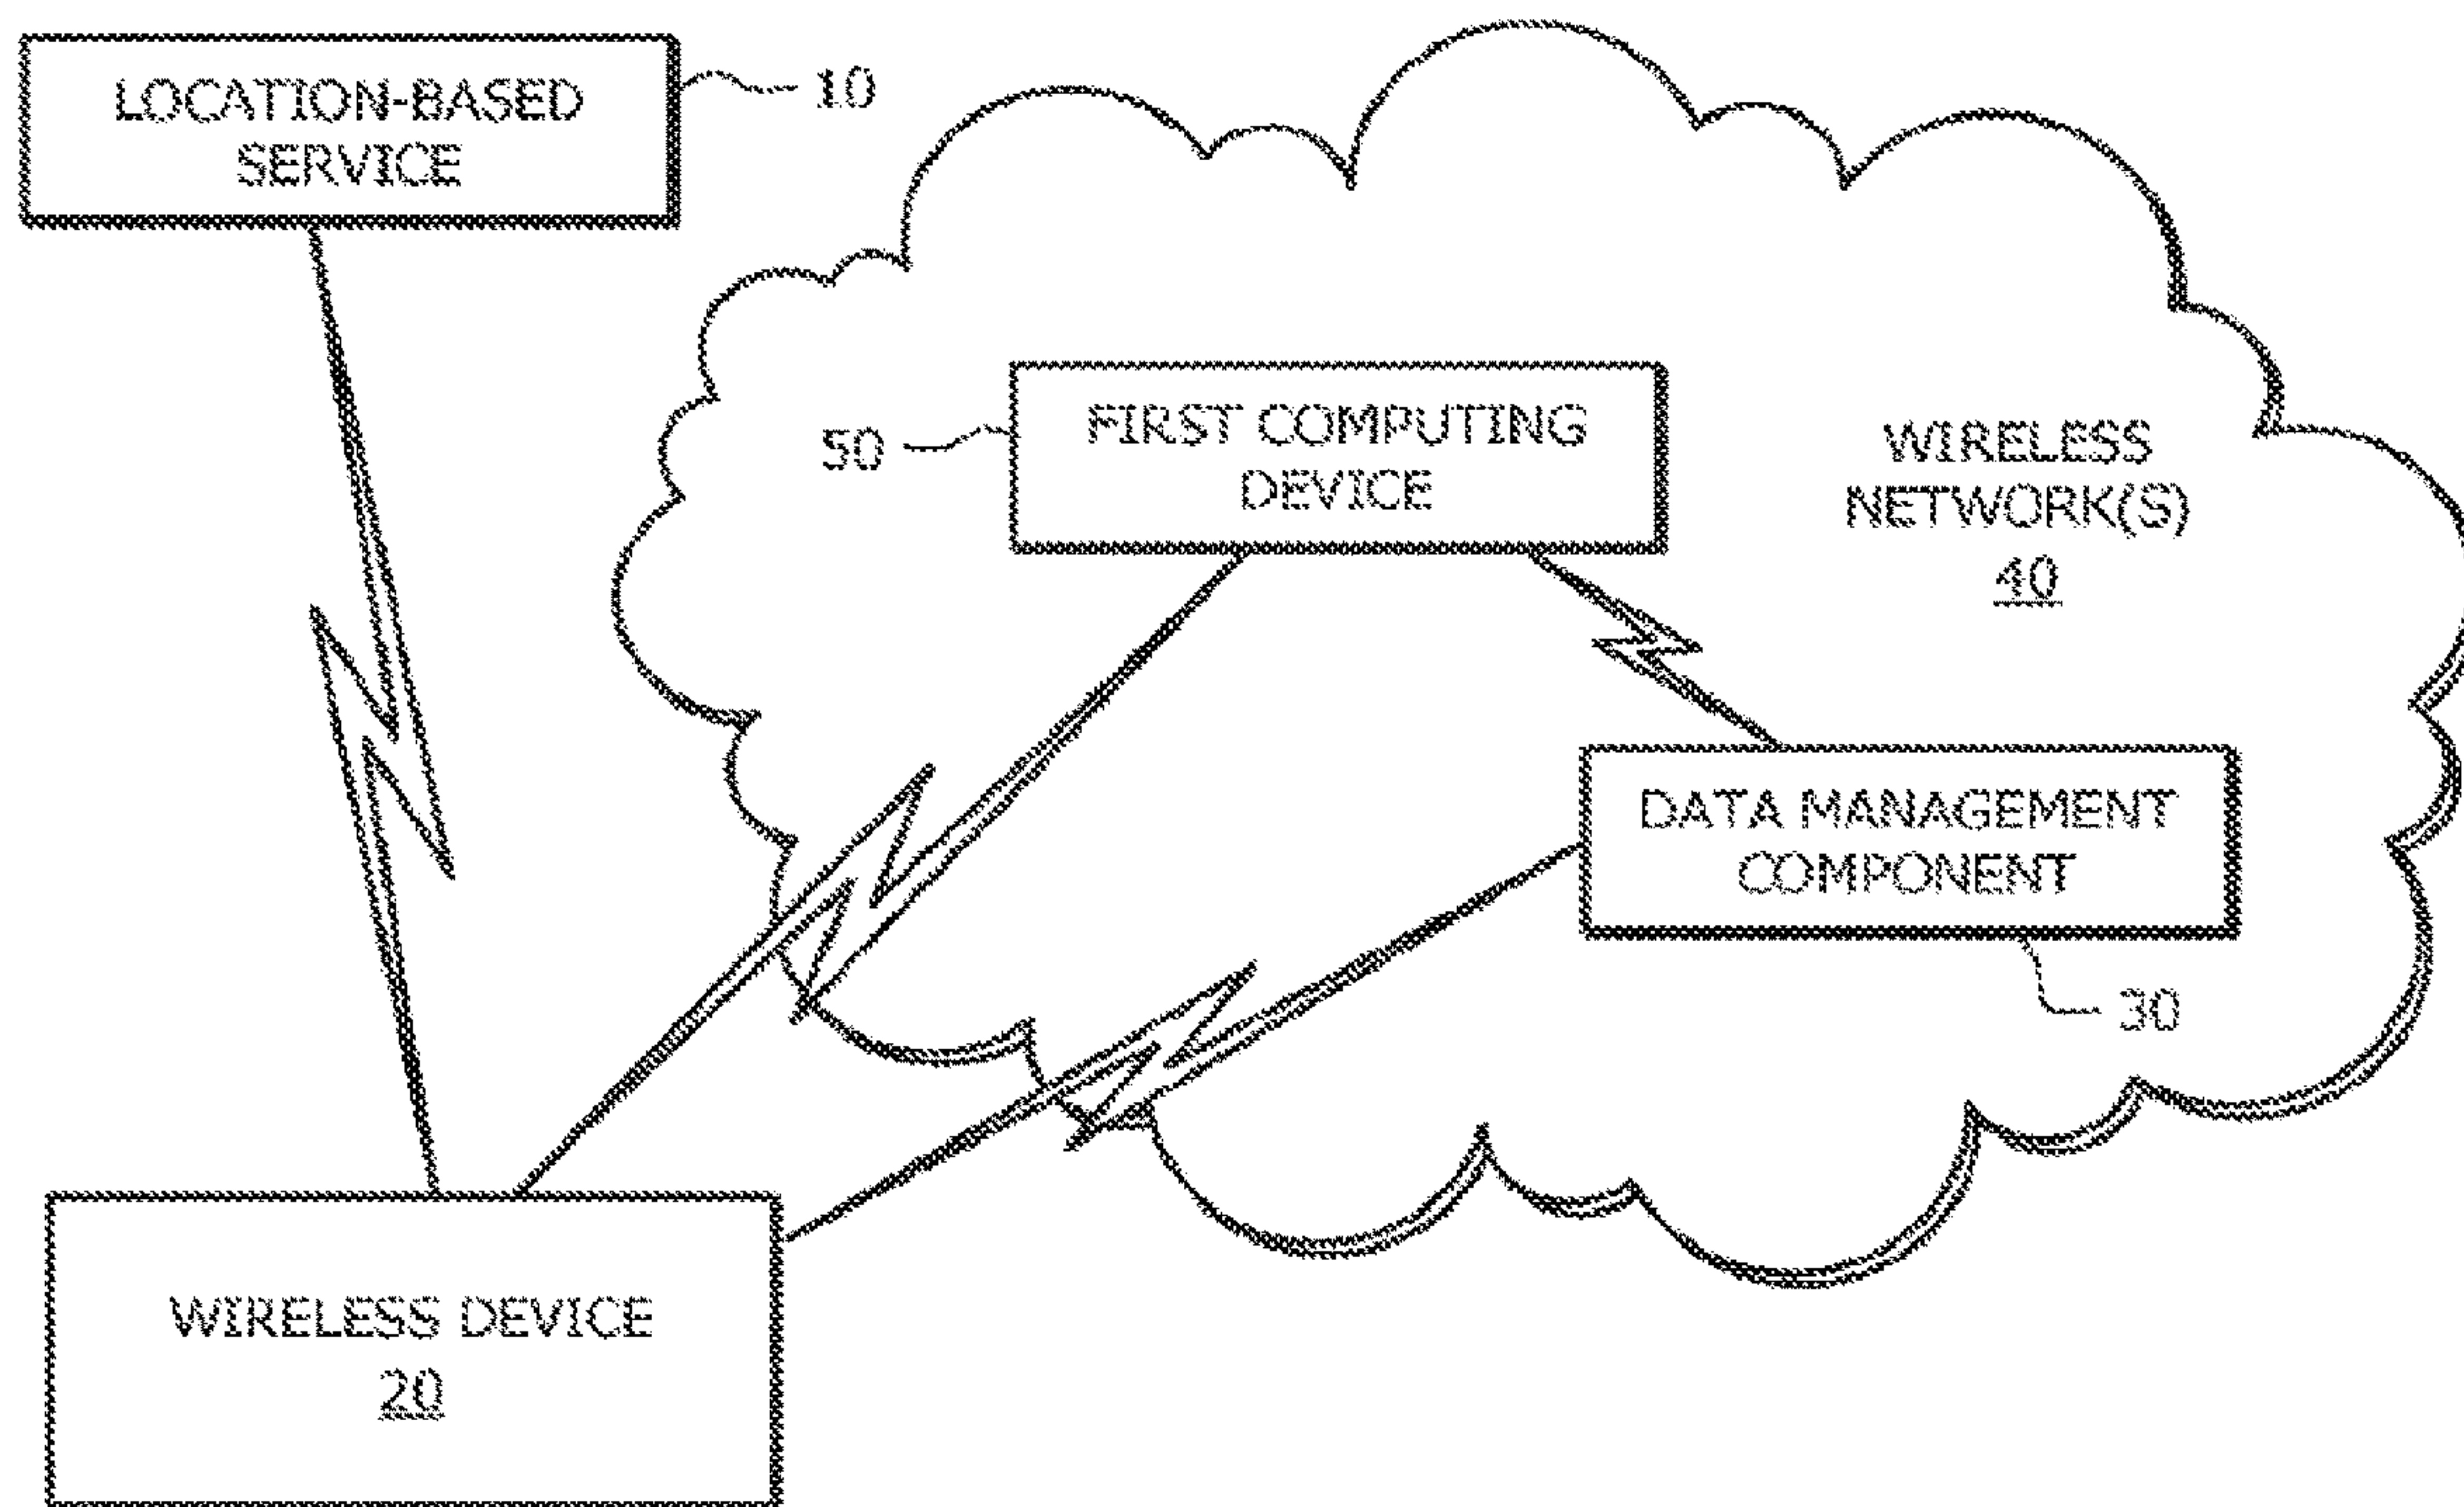 LOCATION-BASED
SERVICE
10
50
FIRST COMPUTING
DEVICE
WIRELESS
NETWORK(S)
40
DATA MANAGEMENT
COMPONENT
30
WIRELESS DEVICE
20